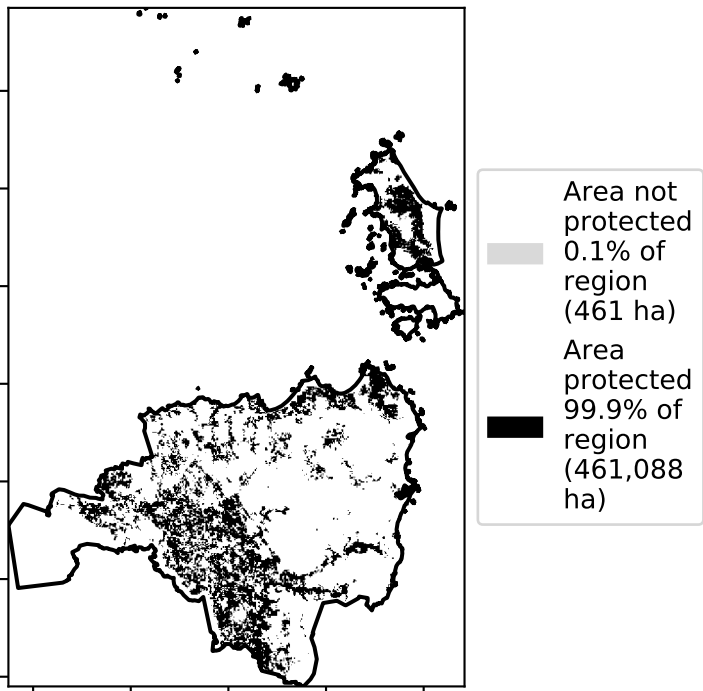 Area not
protected
0.1% of
region
(461 ha)
Area
protected
99.9% of
region
(461,088
ha)